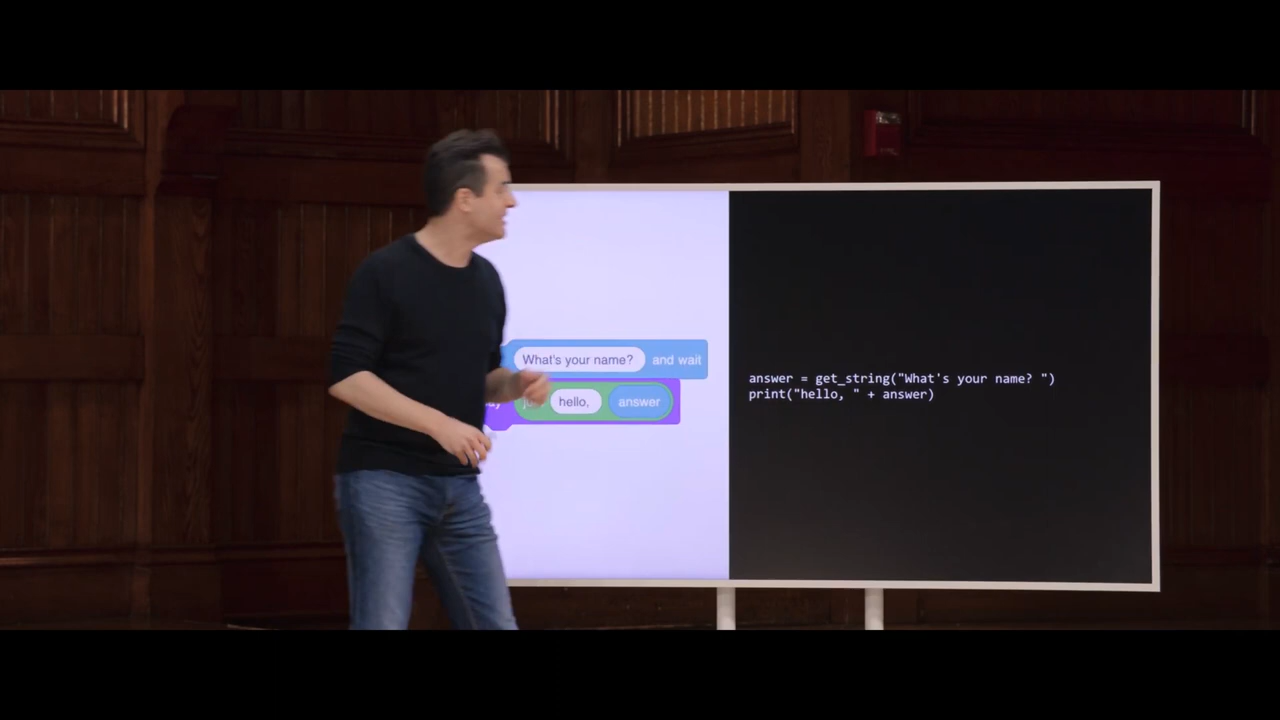 What's your name? and wait
hello, answer
answer = get_string("What's your name? ")
print("hello, " + answer)